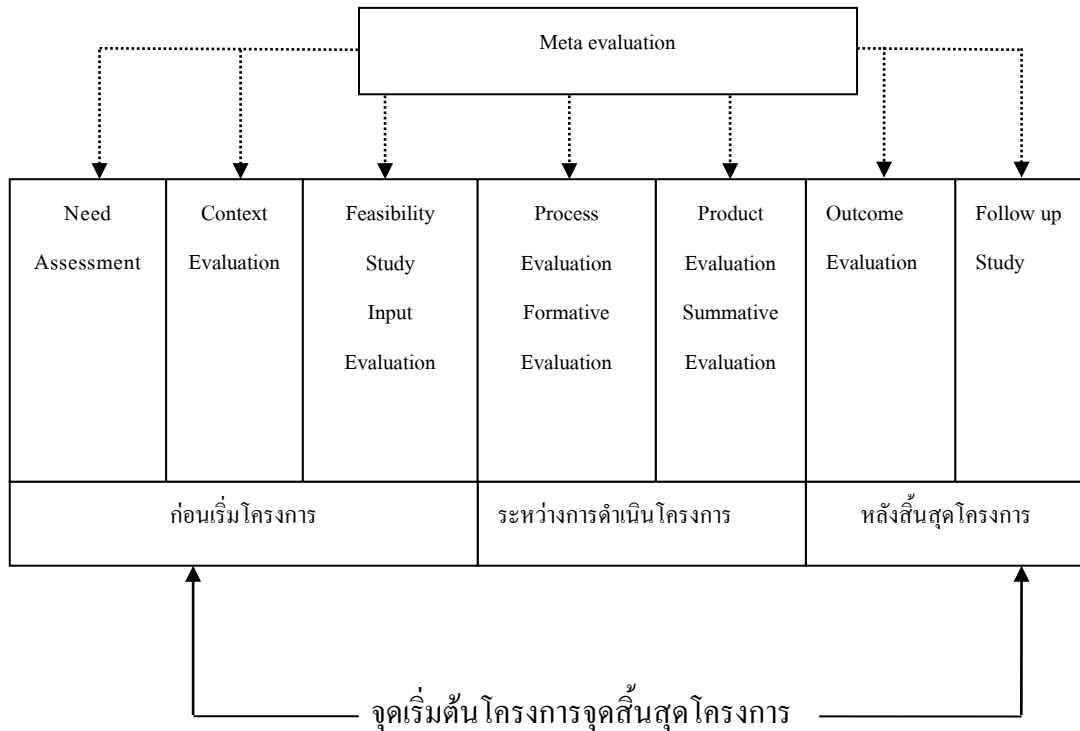 Meta evaluation
Need
Assessment
Context
Evaluation
Feasibility
Study
Input
Evaluation
Process
Evaluation
Formative
Evaluation
Product
Evaluation
Summative
Evaluation
Outcome
Evaluation
Follow up
Study
ก่อนเริ่มโครงการ
ระหว่างการดำเนินโครงการ
หลังสิ้นสุดโครงการ
จุดเริ่มต้นโครงการจุดสิ้นสุดโครงการ